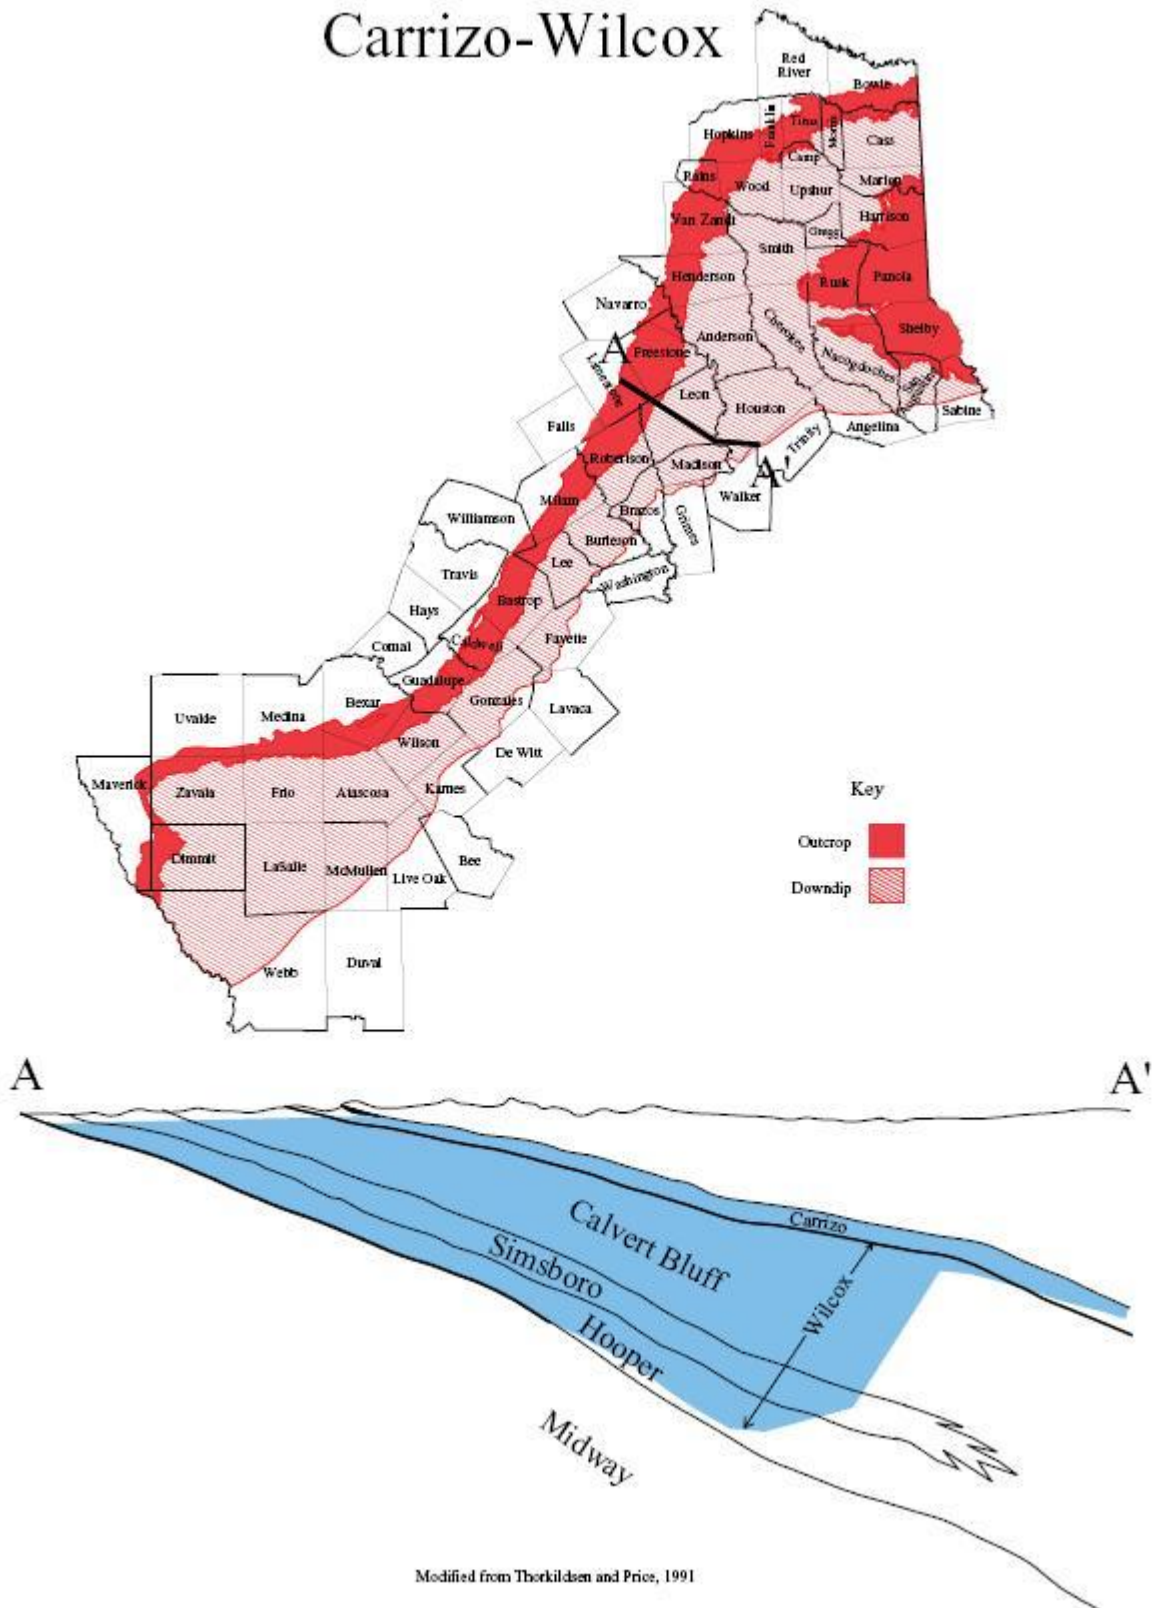 Carrizo-Wilcox
Red
River
Bowie
Franklin
Titus
Morris
Hopkins
Cass
Camp
Rains
Wood
Upshur
Marion
Van Zandt
Harrison
Gregg
Smith
Henderson
Rusk
Panola
Navarro
Cherokee
Shelby
Anderson
A
Freestone
Limestone
Nacogdoches
San
Augustine
Leon
Houston
Sabine
Falls
Trinity
Angelina
Robertson
Madison
A'
Milam
Walker
Williamson
Brazos
Grimes
Burleson
Lee
Travis
Washington
Bastrop
Hays
Caldwell
Fayette
Comal
Guadalupe
Gonzales
Bexar
Lavaca
Uvalde
Medina
Wilson
De Witt
Maverick
Zavala
Frio
Atascosa
Karnes
Key
Outcrop
Dimmit
LaSalle
McMullen
Live Oak
Bee
Downdip
Webb
Duval
A
A'
Carrizo
Calvert Bluff
Simsboro
Wilcox
Hooper
Midway
Modified from Thorkildsen and Price, 1991